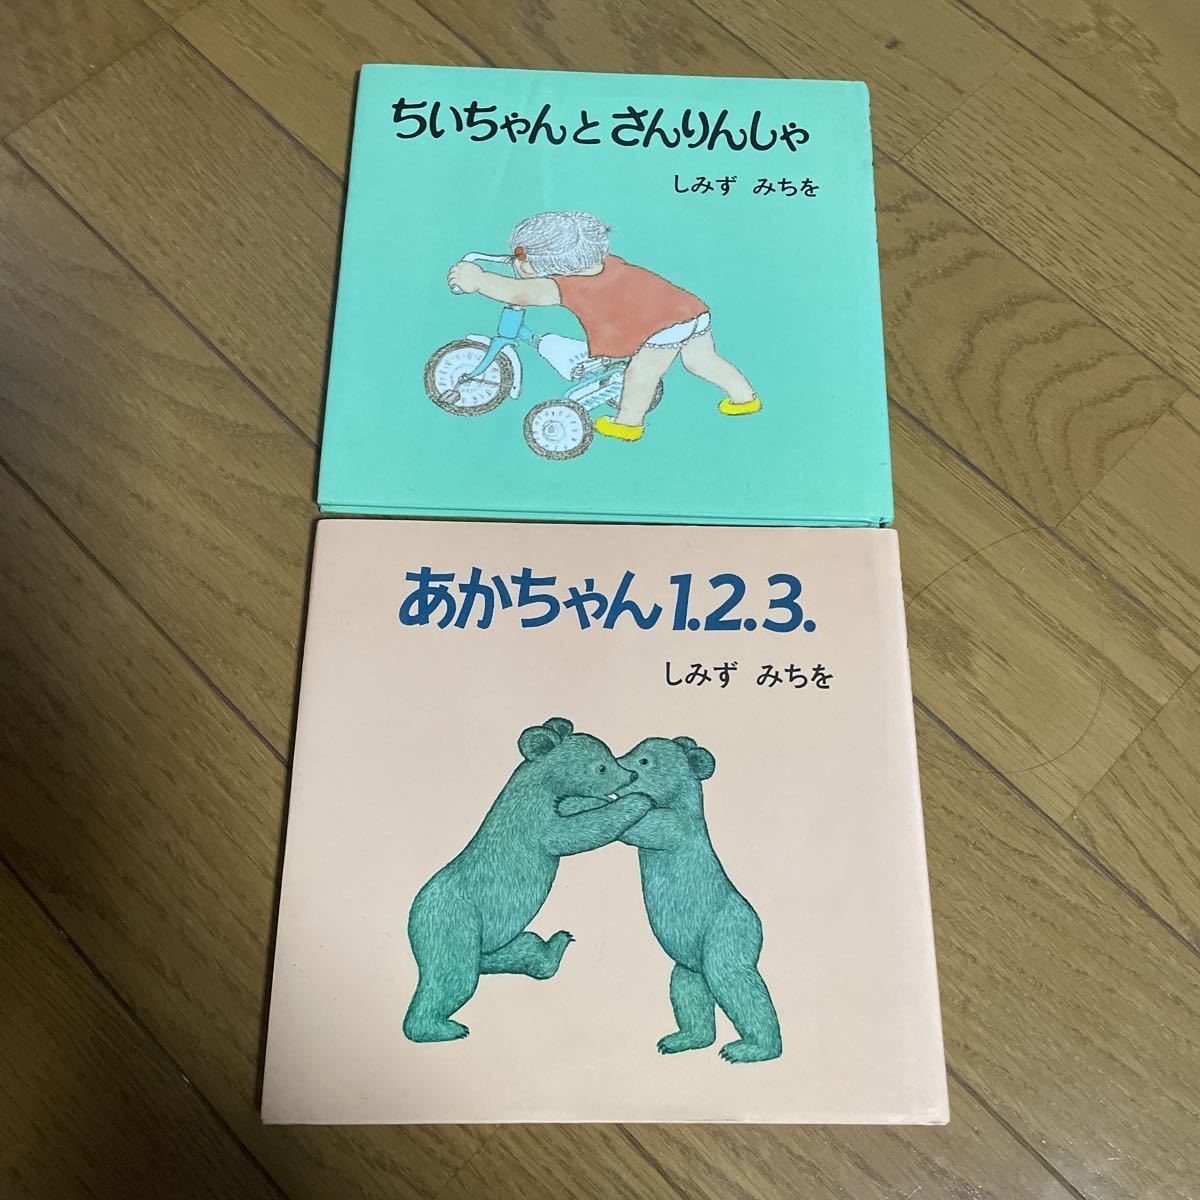 ちいちゃんと さんりんしゃ
しみず みちを
あかちゃん1.2.3.
しみず みちを